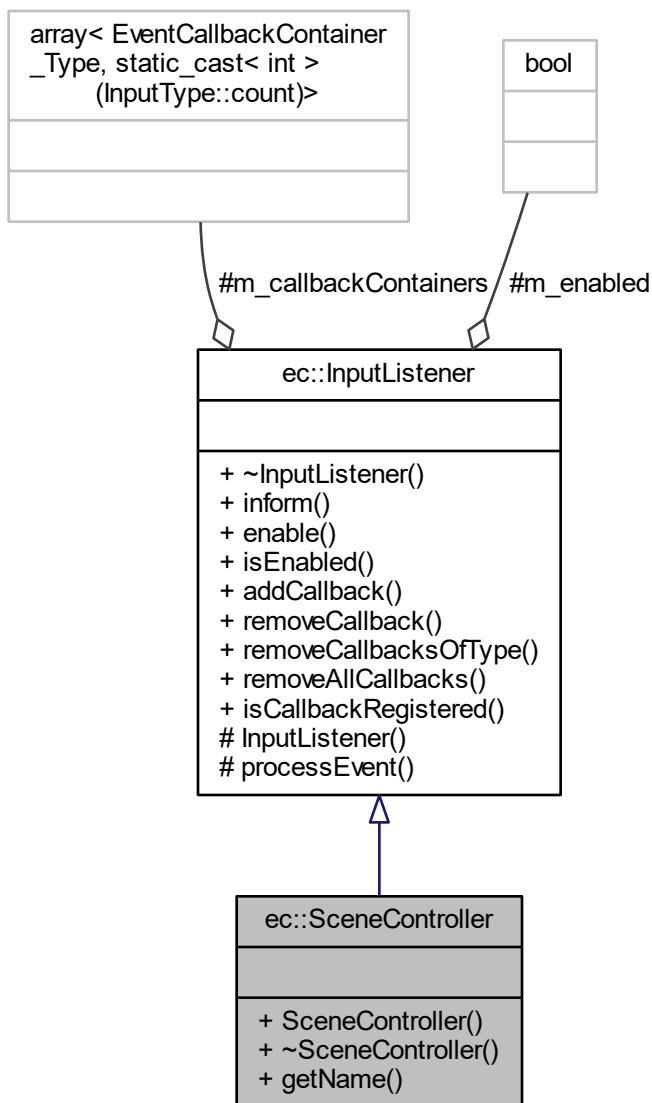 array< EventCallbackContainer
_Type, static_cast< int >
(InputType::count)>
bool
#m_callbackContainers
#m_enabled
ec::InputListener
+ ~InputListener()
+ inform()
+ enable()
+ isEnabled()
+ addCallback()
+ removeCallback()
+ removeCallbacksOfType()
+ removeAllCallbacks()
+ isCallbackRegistered()
# InputListener()
# processEvent()
ec::SceneController
+ SceneController()
+ ~SceneController()
+ getName()